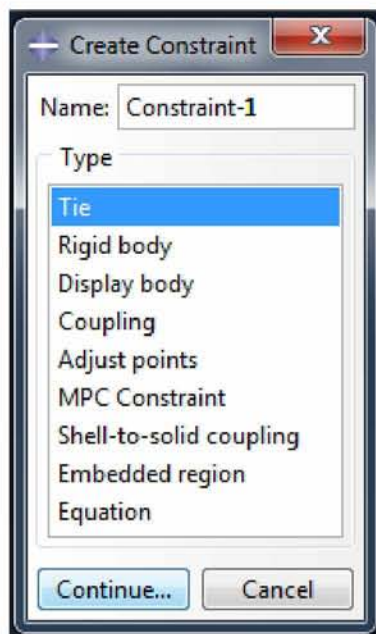 Create Constraint
Name: Constraint-1
Type
Tie
Rigid body
Display body
Coupling
Adjust points
MPC Constraint
Shell-to-solid coupling
Embedded region
Equation
Continue... Cancel